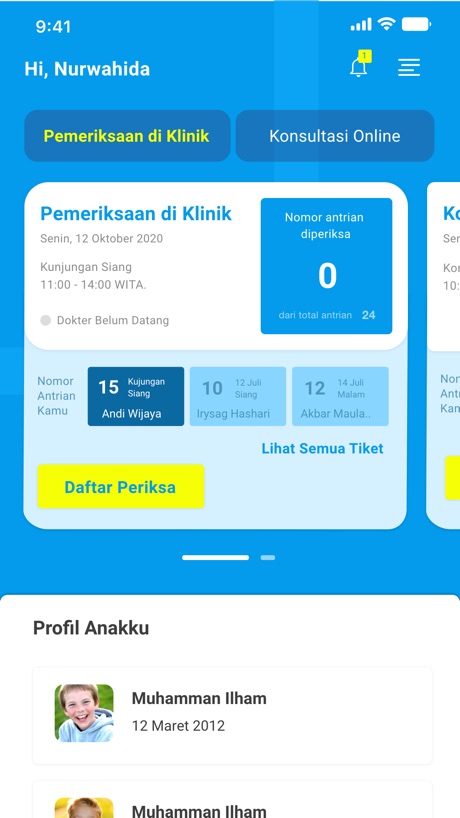 9:41
Hi, Nurwahida
1
Pemeriksaan di Klinik
Konsultasi Online
Pemeriksaan di Klinik
Senin, 12 Oktober 2020
Kunjungan Siang
11:00 - 14:00 WITA.
Dokter Belum Datang
Nomor antrian
diperiksa
0
dari total antrian 24
Nomor
Antrian
Kamu
15 Kujungan
Siang
Andi Wijaya
10 12 Juli
Siang
Irysag Hashari
12 14 Juli
Malam
Akbar Maula..
Lihat Semua Tiket
Daftar Periksa
Profil Anakku
Muhamman Ilham
12 Maret 2012
Muhamman Ilham